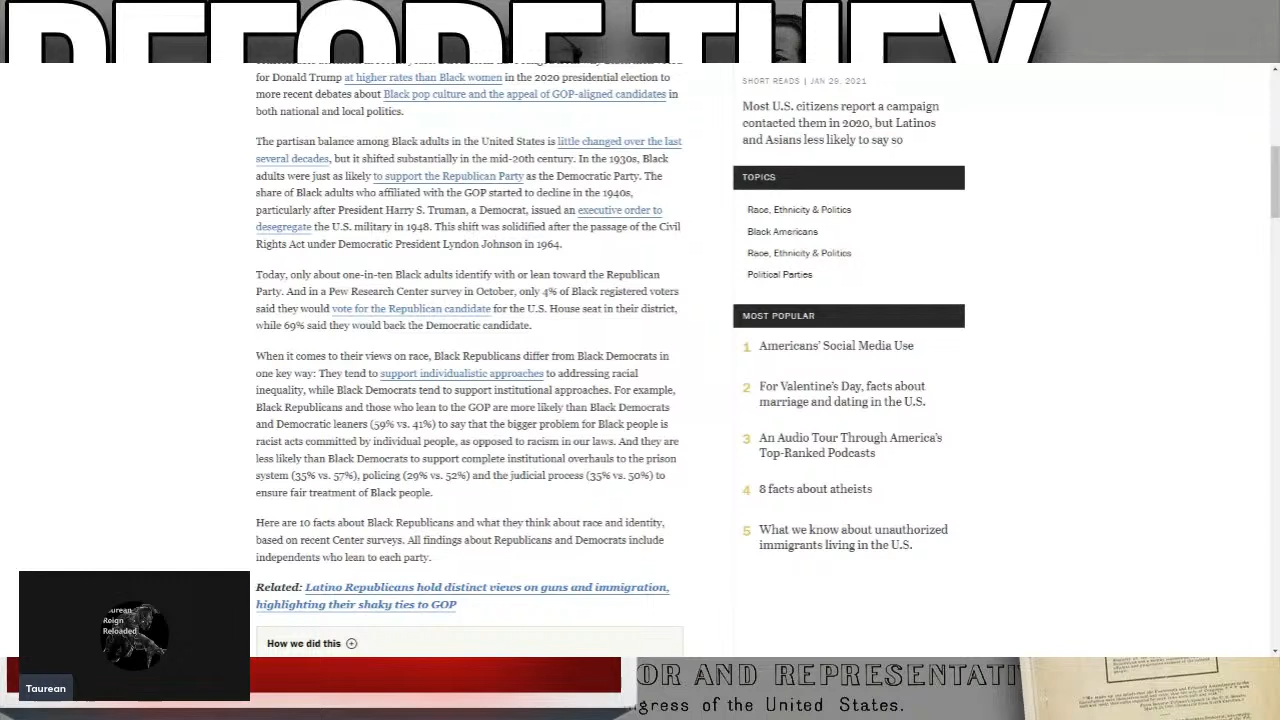 BEFORE THEY
for Donald Trump at higher rates than Black women in the 2020 presidential election to
more recent debates about Black pop culture and the appeal of GOP-aligned candidates in
both national and local politics.
The partisan balance among Black adults in the United States is little changed over the last
several decades, but it shifted substantially in the mid-20th century. In the 1930s, Black
adults were just as likely to support the Republican Party as the Democratic Party. The
share of Black adults who affiliated with the GOP started to decline in the 1940s,
particularly after President Harry S. Truman, a Democrat, issued an executive order to
desegregate the U.S. military in 1948. This shift was solidified after the passage of the Civil
Rights Act under Democratic President Lyndon Johnson in 1964.
Today, only about one-in-ten Black adults identify with or lean toward the Republican
Party. And in a Pew Research Center survey in October, only 4% of Black registered voters
said they would vote for the Republican candidate for the U.S. House seat in their district,
while 69% said they would back the Democratic candidate.
When it comes to their views on race, Black Republicans differ from Black Democrats in
one key way: They tend to support individualistic approaches to addressing racial
inequality, while Black Democrats tend to support institutional approaches. For example,
Black Republicans and those who lean to the GOP are more likely than Black Democrats
and Democratic leaners (59% vs. 41%) to say that the bigger problem for Black people is
racist acts committed by individual people, as opposed to racism in our laws. And they are
less likely than Black Democrats to support complete institutional overhauls to the prison
system (35% vs. 57%), policing (29% vs. 52%) and the judicial process (35% vs. 50%) to
ensure fair treatment of Black people.
Here are 10 facts about Black Republicans and what they think about race and identity,
based on recent Center surveys. All findings about Republicans and Democrats include
independents who lean to each party.
Related: Latino Republicans hold distinct views on guns and immigration,
highlighting their shaky ties to GOP
How we did this
SHORT READS | JAN 29, 2021
Most U.S. citizens report a campaign
contacted them in 2020, but Latinos
and Asians less likely to say so
TOPICS
Race, Ethnicity & Politics
Black Americans
Race, Ethnicity & Politics
Political Parties
MOST POPULAR
1 Americans' Social Media Use
2 For Valentine's Day, facts about
marriage and dating in the U.S.
3 An Audio Tour Through America's
Top-Ranked Podcasts
4 8 facts about atheists
5 What we know about unauthorized
immigrants living in the U.S.
Reign
Reloaded
Taurean
OR AND REPRESENTATI
gress of the United States.